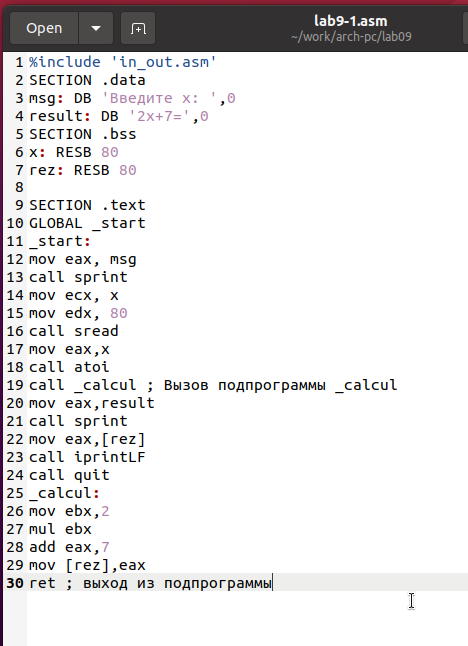 Open
lab9-1.asm
~/work/arch-pc/lab09
1 %include 'in_out.asm'
2 SECTION .data
3 msg: DB 'Введите x: ',0
4 result: DB '2x+7=',0
5 SECTION .bss
6 x: RESB 80
7 rez: RESB 80
8
9 SECTION .text
10 GLOBAL _start
11 _start:
12 mov eax, msg
13 call sprint
14 mov ecx, x
15 mov edx, 80
16 call sread
17 mov eax,x
18 call atoi
19 call _calcul ; Вызов подпрограммы _calcul
20 mov eax,result
21 call sprint
22 mov eax,[rez]
23 call iprintLF
24 call quit
25 _calcul:
26 mov ebx,2
27 mul ebx
28 add eax,7
29 mov [rez],eax
30 ret ; выход из подпрограммы